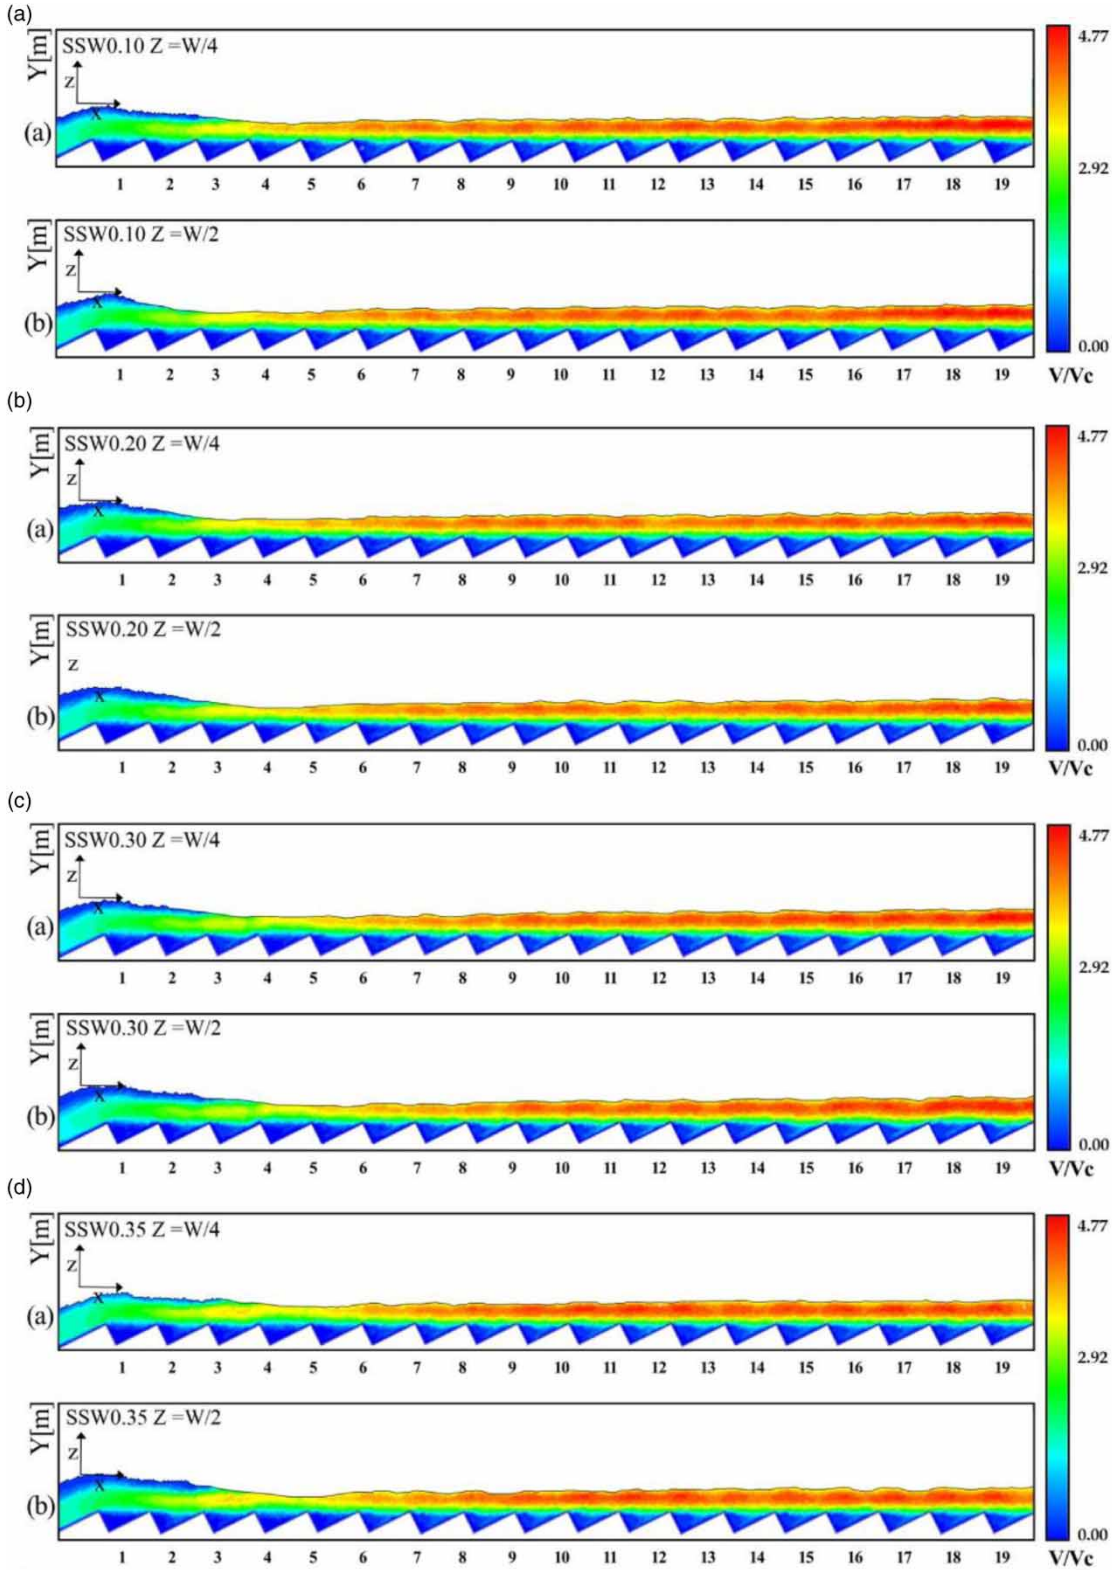 (a)
SSW0.10 Z =W/4
Y[m]
Z
X
(a)
1 2 3 4 5 6 7 8 9 10 11 12 13 14 15 16 17 18 19
4.77
2.92
SSW0.10 Z =W/2
Y[m]
Z
X
(b)
1 2 3 4 5 6 7 8 9 10 11 12 13 14 15 16 17 18 19
0.00
V/Vc
(b)
SSW0.20 Z =W/4
Y[m]
Z
X
(a)
1 2 3 4 5 6 7 8 9 10 11 12 13 14 15 16 17 18 19
4.77
2.92
SSW0.20 Z =W/2
Y[m]
Z
X
(b)
1 2 3 4 5 6 7 8 9 10 11 12 13 14 15 16 17 18 19
0.00
V/Vc
(c)
SSW0.30 Z =W/4
Y[m]
Z
X
(a)
1 2 3 4 5 6 7 8 9 10 11 12 13 14 15 16 17 18 19
4.77
2.92
SSW0.30 Z =W/2
Y[m]
Z
X
(b)
1 2 3 4 5 6 7 8 9 10 11 12 13 14 15 16 17 18 19
0.00
V/Vc
(d)
SSW0.35 Z =W/4
Y[m]
Z
X
(a)
1 2 3 4 5 6 7 8 9 10 11 12 13 14 15 16 17 18 19
4.77
2.92
SSW0.35 Z =W/2
Y[m]
Z
X
(b)
1 2 3 4 5 6 7 8 9 10 11 12 13 14 15 16 17 18 19
0.00
V/Vc